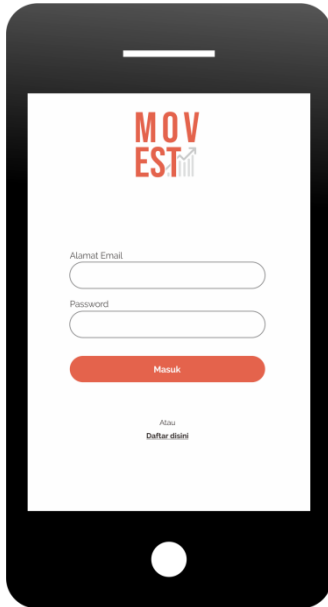 MOV
EST
Alamat Email
Password
Masuk
Atau
Daftar disini